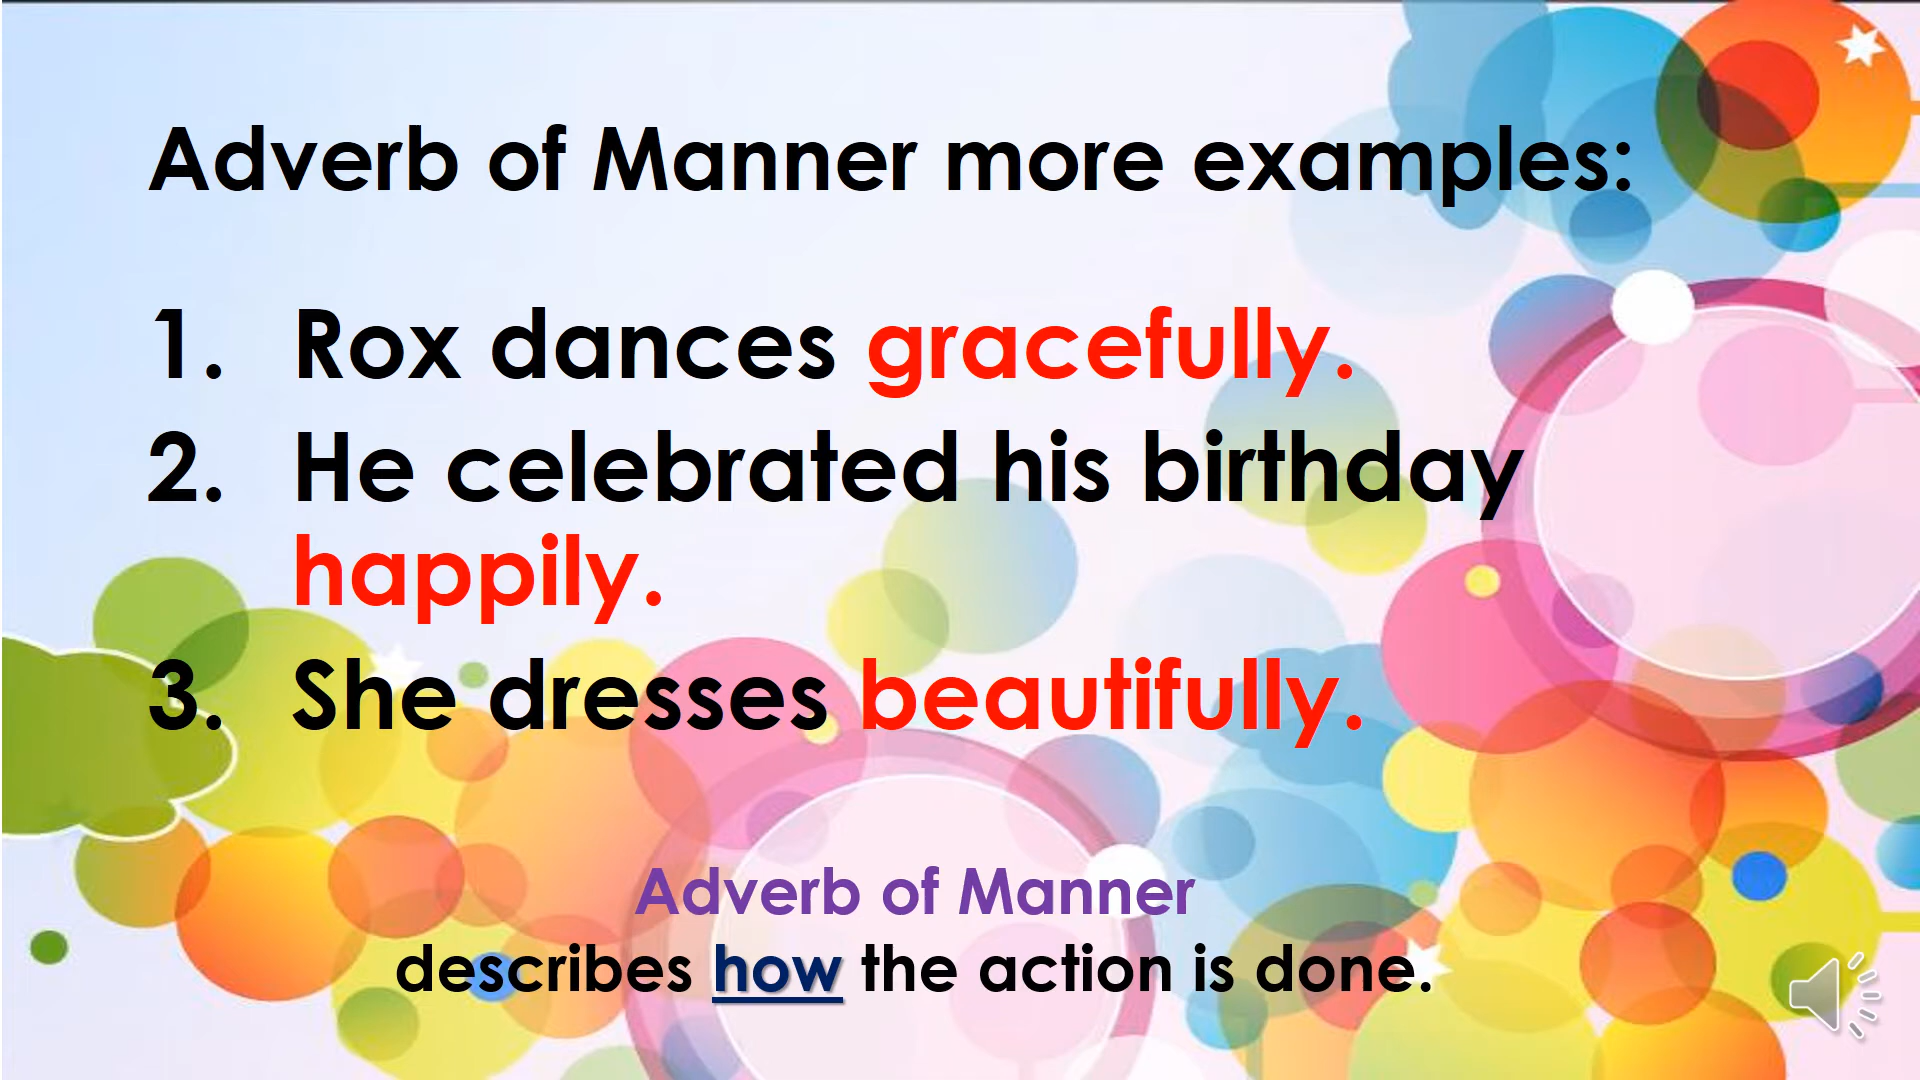 Adverb of Manner more examples:
1. Rox dances gracefully.
2. He celebrated his birthday
happily.
3. She dresses beautifully.
Adverb of Manner
describes how the action is done.